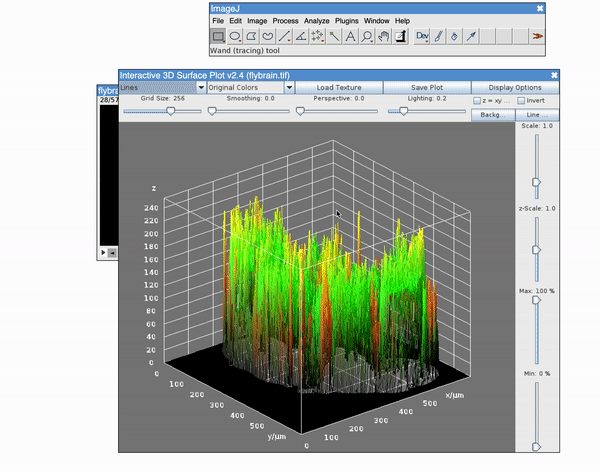 ImageJ
File Edit Image Process Analyze Plugins Window Help
Dev
Wand (tracing) tool
Interactive 3D Surface Plot v2.4 (flybrain.tif)
flybra
28/57
Lines Original Colors Load Texture Save Plot Display Options
Grid Size: 256 Smoothing: 0.0 Perspective: 0.0 Lighting: 0.2
z = xy ... Invert
Backg... Line ...
Scale: 1.0
z-Scale: 1.0
Max: 100 %
Min: 0 %
z
240
220
200
180
160
140
120
100
80
60
40
20
0
0
100
200
300
400
500
y/µm
0
100
200
300
400
500
x/µm